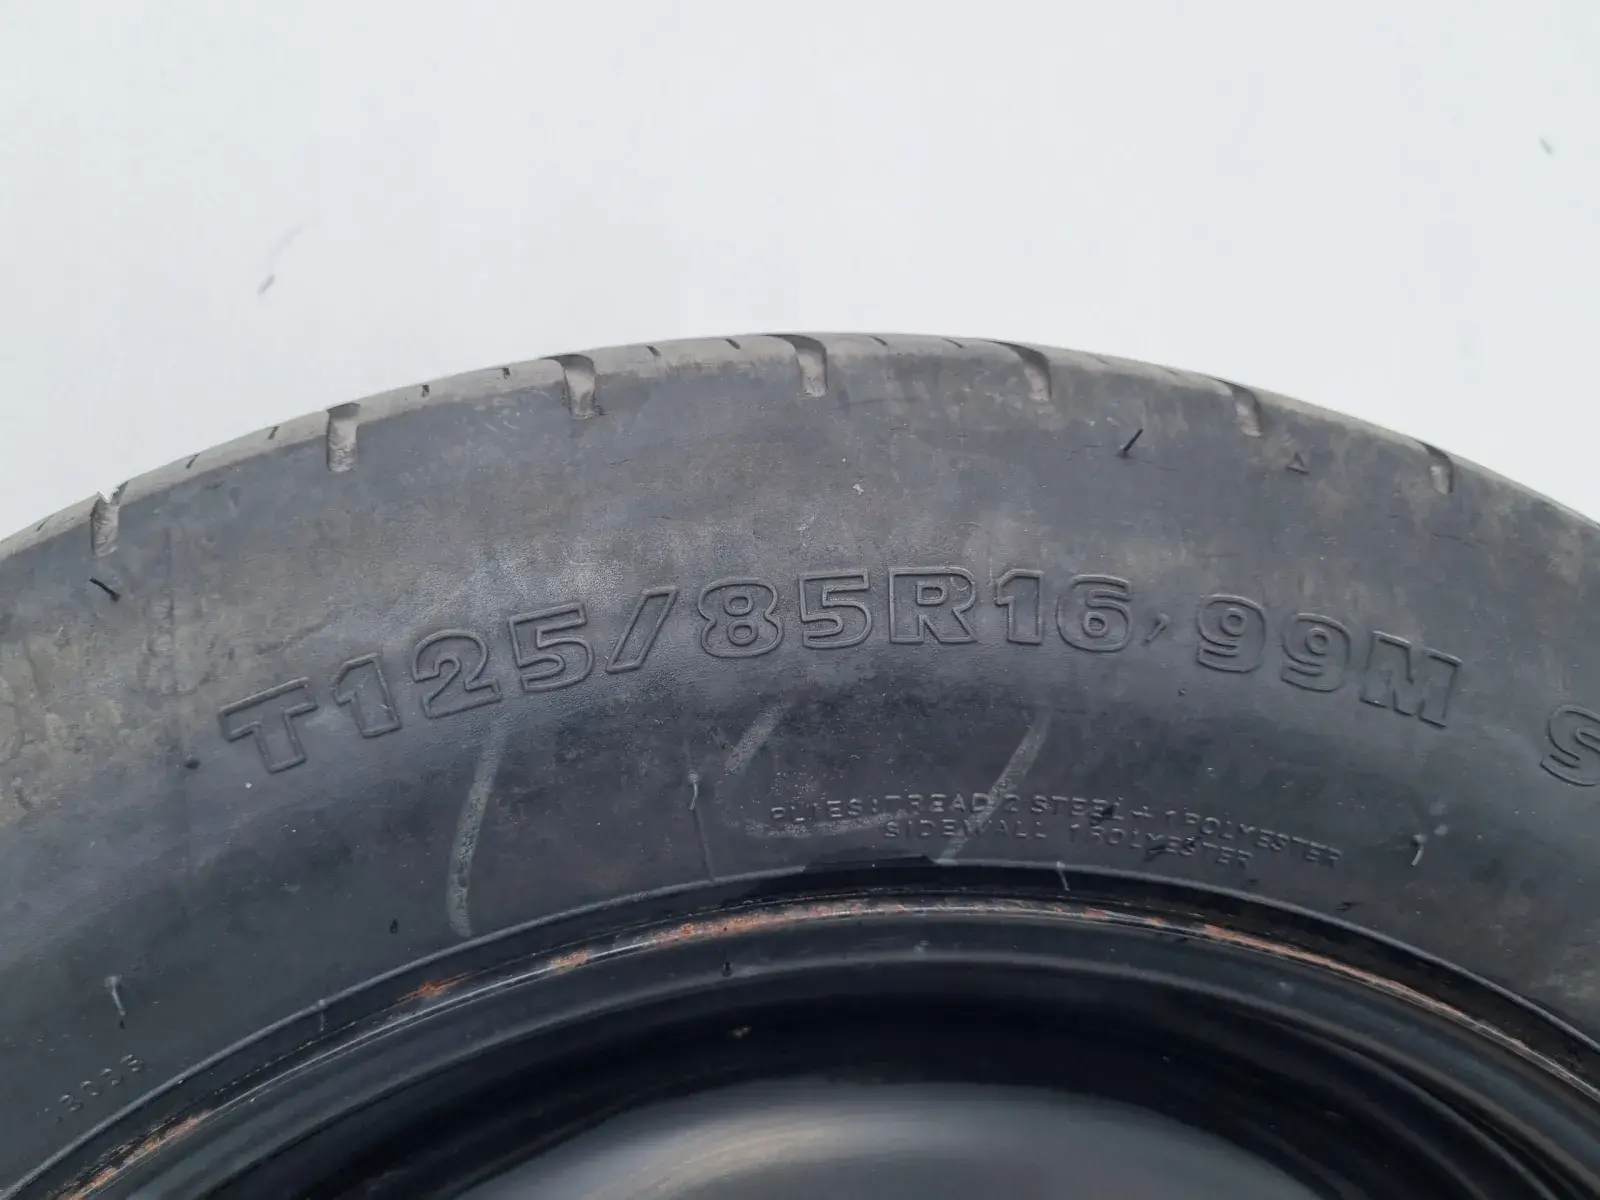 T125/85R16 99M S
PLIES: TREAD 2 STEEL + 1 POLYESTER
SIDEWALL 1 POLYESTER